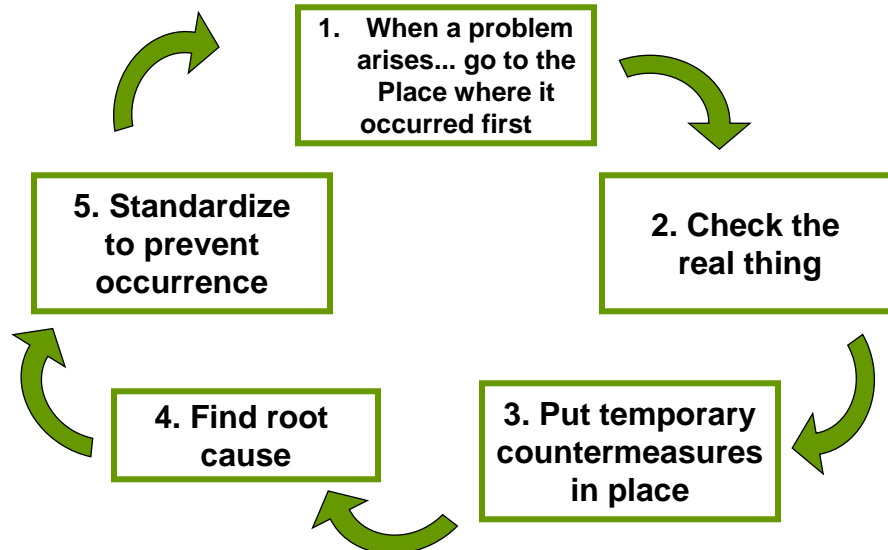 1. When a problem
arises... go to the
Place where it
occurred first
2. Check the
real thing
3. Put temporary
countermeasures
in place
4. Find root
cause
5. Standardize
to prevent
occurrence